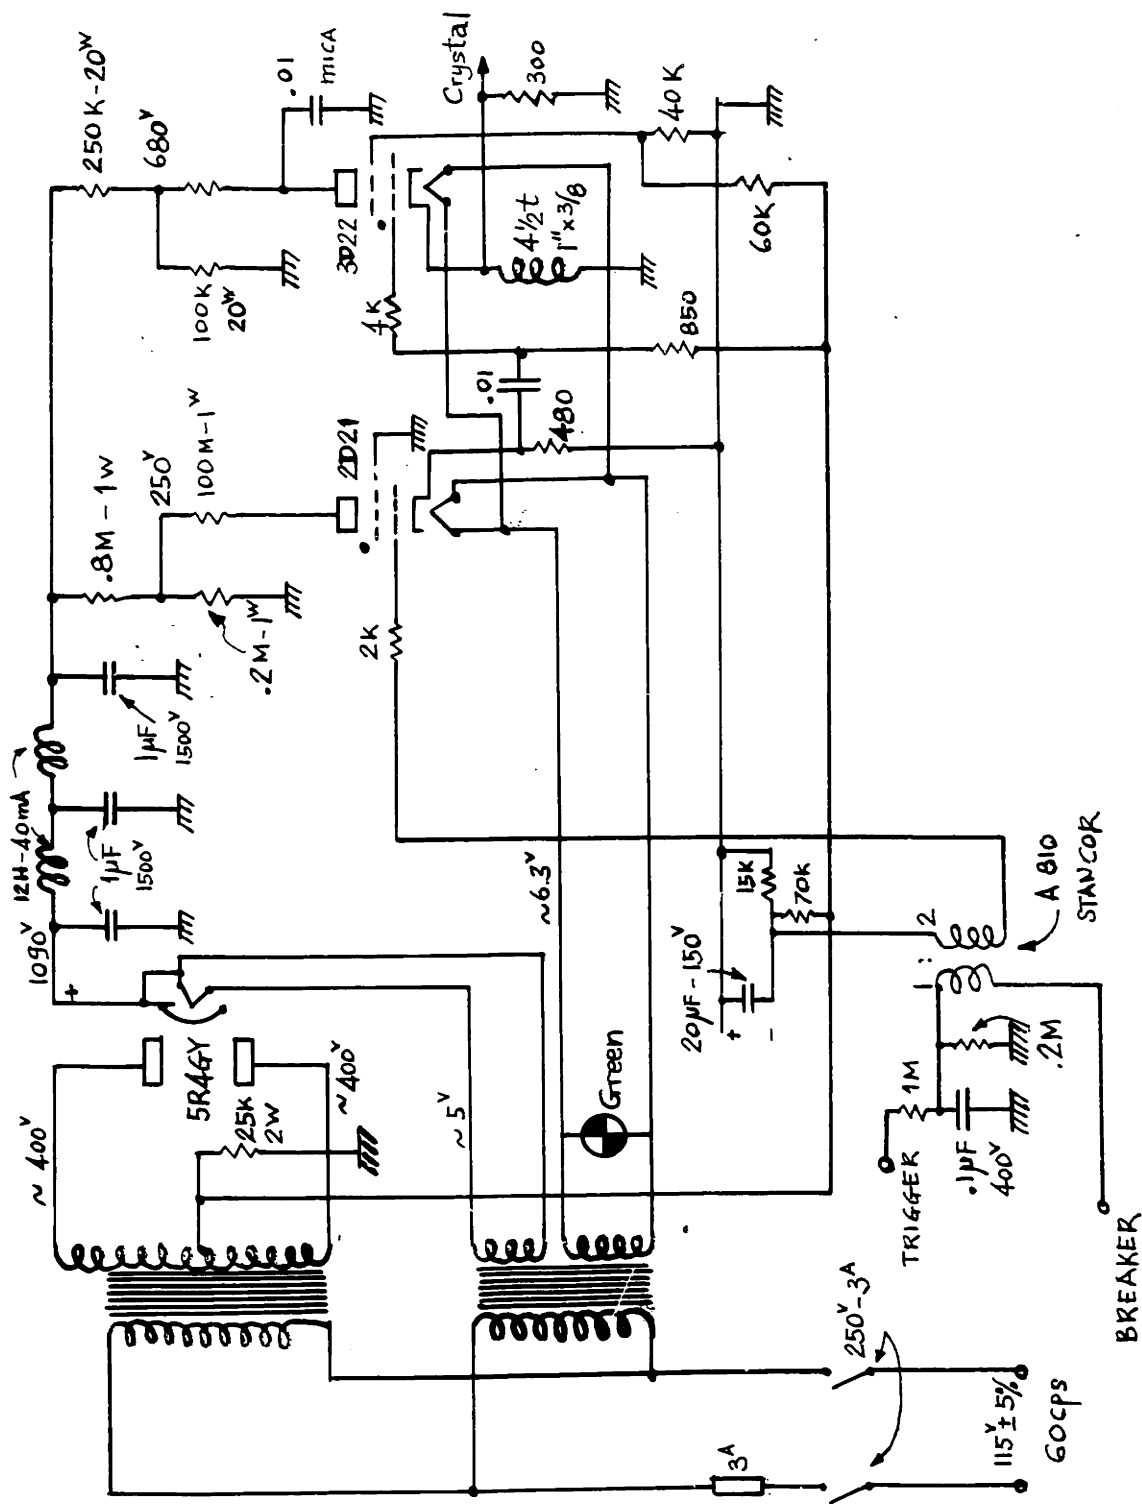 250K-20W
680V
.01
MICA
Crystal
300
100K
20W
3D22
4½t
1"x3/8
40K
60K
4K
850
.01
480
.8M-1W
250V
100M-1W
2D21
.2M-1W
2K
1µF
1500V
12H-40mA
1µF
1500V
1090V
+
~6.3V
15K
70K
20µF-150V
+
-
2
1:
A 810
STANCOR
~400V
5R4GY
25K
2W
~400V
~5V
Green
TRIGGER
1M
.2M
.1µF
400V
BREAKER
3A
250V-3A
115V±5%
60cps